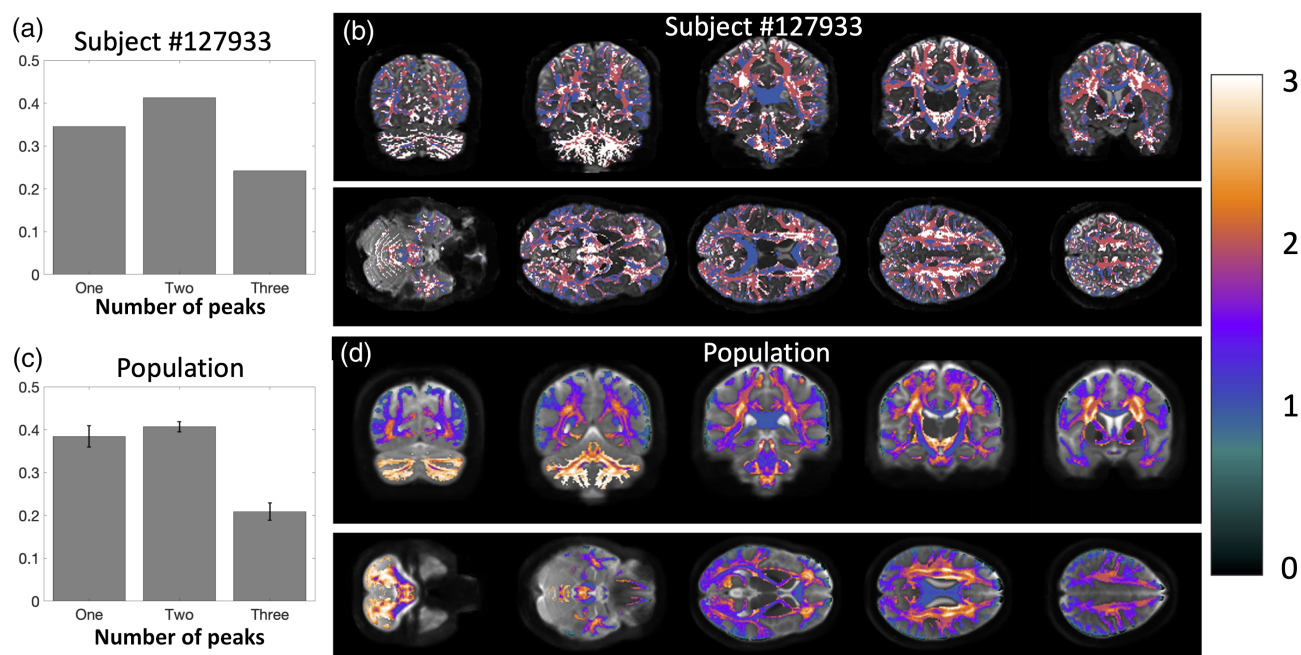 (a)
Subject #127933
0.5
0.4
0.3
0.2
0.1
0
One Two Three
Number of peaks
(b)
Subject #127933
(c)
Population
0.5
0.4
0.3
0.2
0.1
0
One Two Three
Number of peaks
(d)
Population
3
2
1
0